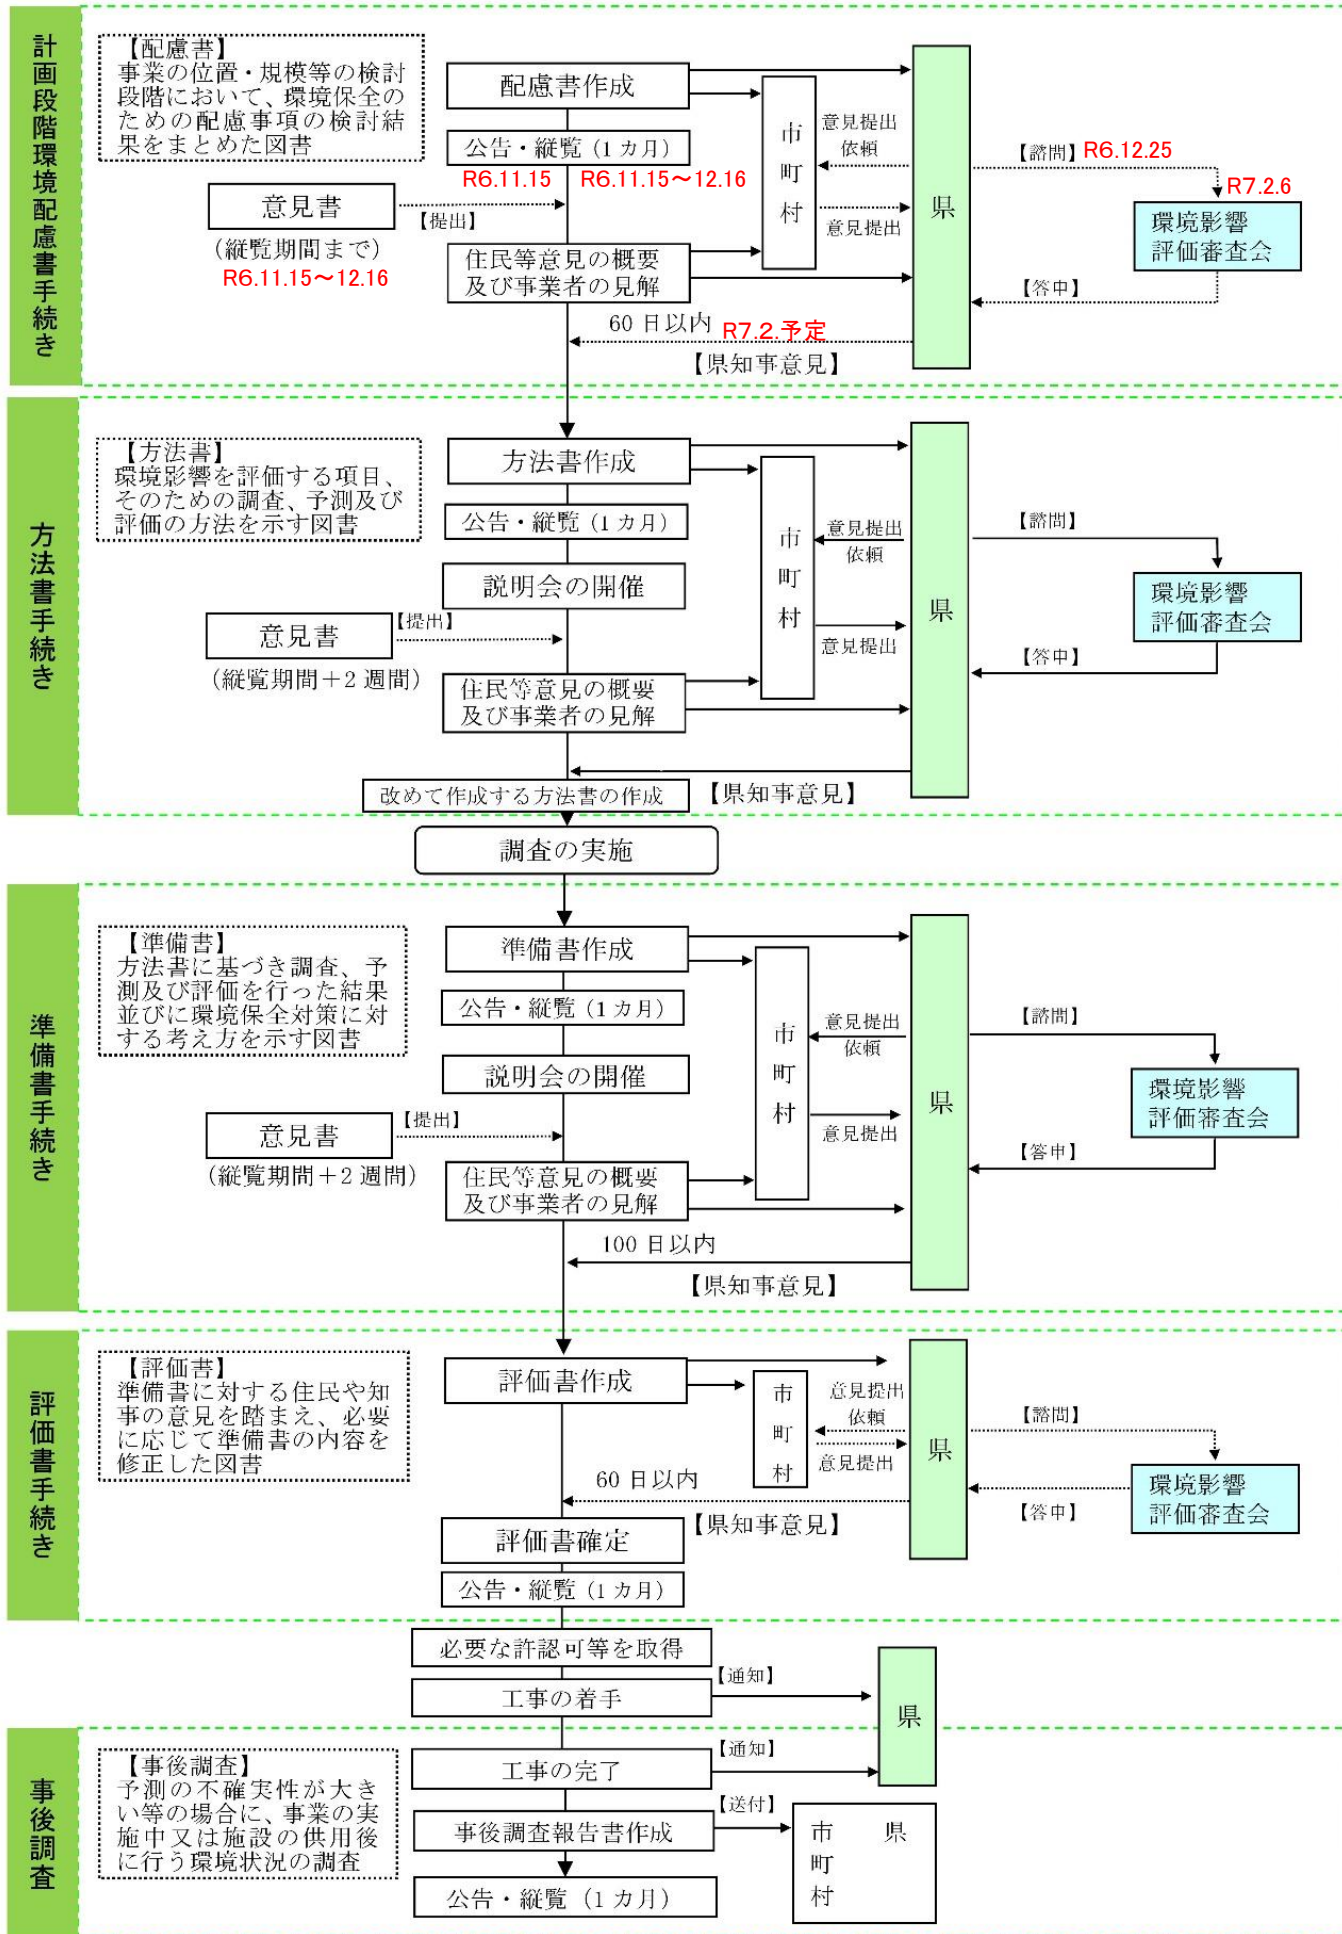 計画段階環境配慮書手続き
【配慮書】
事業の位置・規模等の検討
段階において、環境保全の
ための配慮事項の検討結
果をまとめた図書
配慮書作成
公告・縦覧（1カ月）
R6.11.15 R6.11.15～12.16
意見書
【提出】
（縦覧期間まで）
R6.11.15～12.16
住民等意見の概要
及び事業者の見解
市町村
意見提出
依頼
意見提出
県
【諮問】R6.12.25
R7.2.6
環境影響
評価審査会
【答申】
60日以内 R7.2.予定
【県知事意見】
方法書手続き
【方法書】
環境影響を評価する項目、
そのための調査、予測及び
評価の方法を示す図書
方法書作成
公告・縦覧（1カ月）
説明会の開催
意見書
【提出】
（縦覧期間＋2週間）
住民等意見の概要
及び事業者の見解
市町村
意見提出
依頼
意見提出
県
【諮問】
環境影響
評価審査会
【答申】
改めて作成する方法書の作成
【県知事意見】
調査の実施
準備書手続き
【準備書】
方法書に基づき調査、予
測及び評価を行った結果
並びに環境保全対策に対
する考え方を示す図書
準備書作成
公告・縦覧（1カ月）
説明会の開催
意見書
【提出】
（縦覧期間＋2週間）
住民等意見の概要
及び事業者の見解
市町村
意見提出
依頼
意見提出
県
【諮問】
環境影響
評価審査会
【答申】
100日以内
【県知事意見】
評価書手続き
【評価書】
準備書に対する住民や知
事の意見を踏まえ、必要
に応じて準備書の内容を
修正した図書
評価書作成
市町村
意見提出
依頼
意見提出
県
【諮問】
環境影響
評価審査会
【答申】
60日以内
【県知事意見】
評価書確定
公告・縦覧（1カ月）
必要な許認可等を取得
工事の着手
【通知】
県
事後調査
【事後調査】
予測の不確実性が大き
い等の場合に、事業の実
施中又は施設の供用後
に行う環境状況の調査
工事の完了
【通知】
事後調査報告書作成
【送付】
市町村
県
公告・縦覧（1カ月）